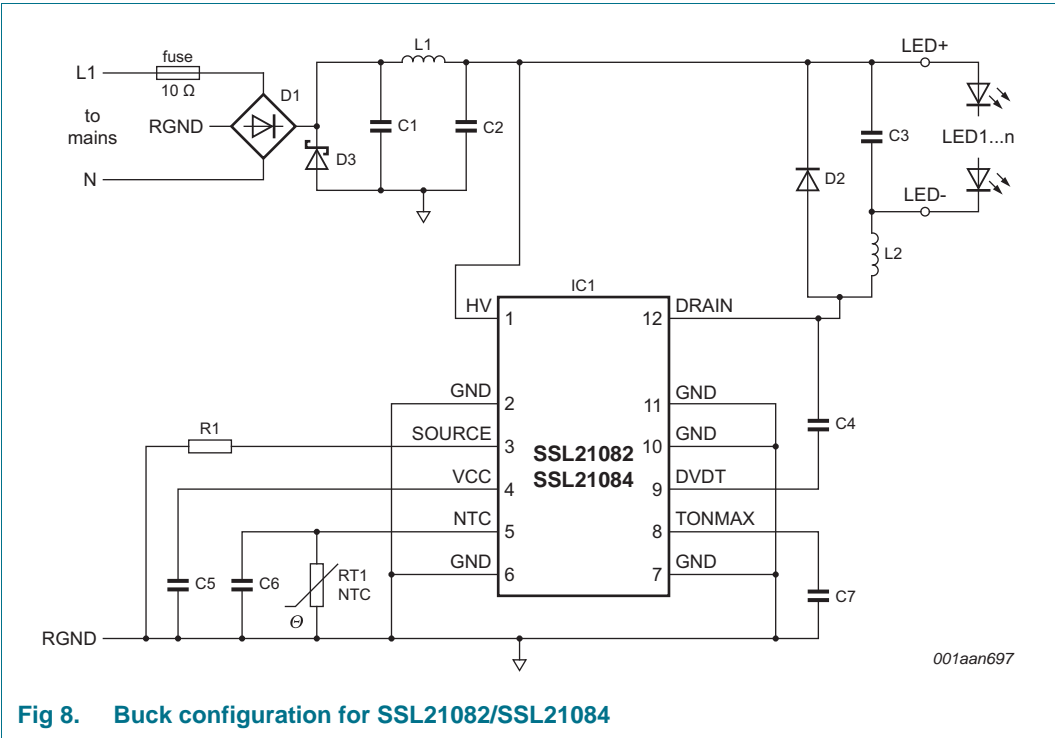 L1
fuse
10 Ω
D1
to
mains
RGND
N
D3
C1
L1
C2
LED+
C3
LED1...n
D2
LED-
L2
IC1
HV
1
12
DRAIN
GND
2
11
GND
R1
SOURCE
3
10
GND
C4
SSL21082
SSL21084
VCC
4
9
DVDT
NTC
5
8
TONMAX
GND
6
7
GND
C5
C6
RT1
NTC
Θ
C7
RGND
001aan697
Fig 8. Buck configuration for SSL21082/SSL21084